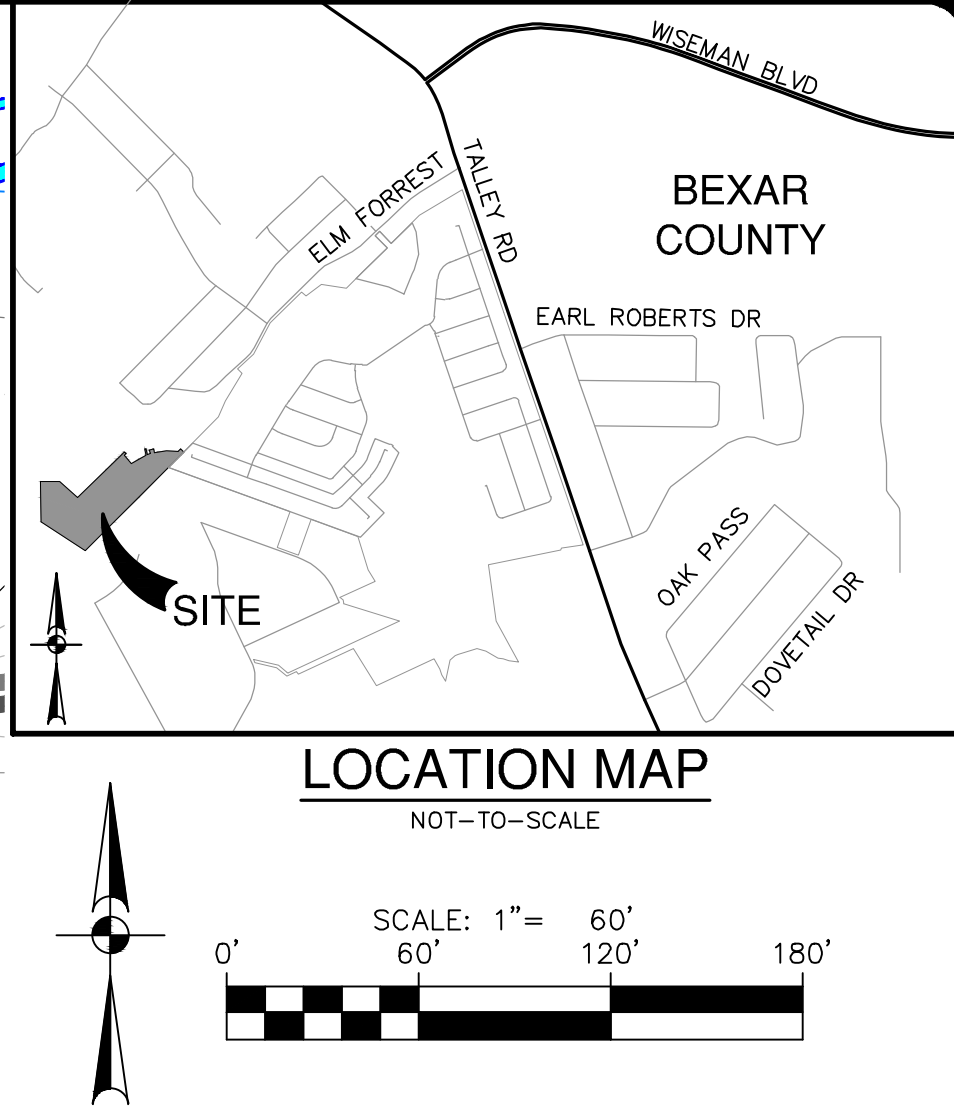 WISEMAN BLVD
TALLEY RD
ELM FORREST
BEXAR
COUNTY
EARL ROBERTS DR
OAK PASS
DOVETAIL DR
SITE
LOCATION MAP
NOT-TO-SCALE
SCALE: 1"= 60'
0' 60' 120' 180'